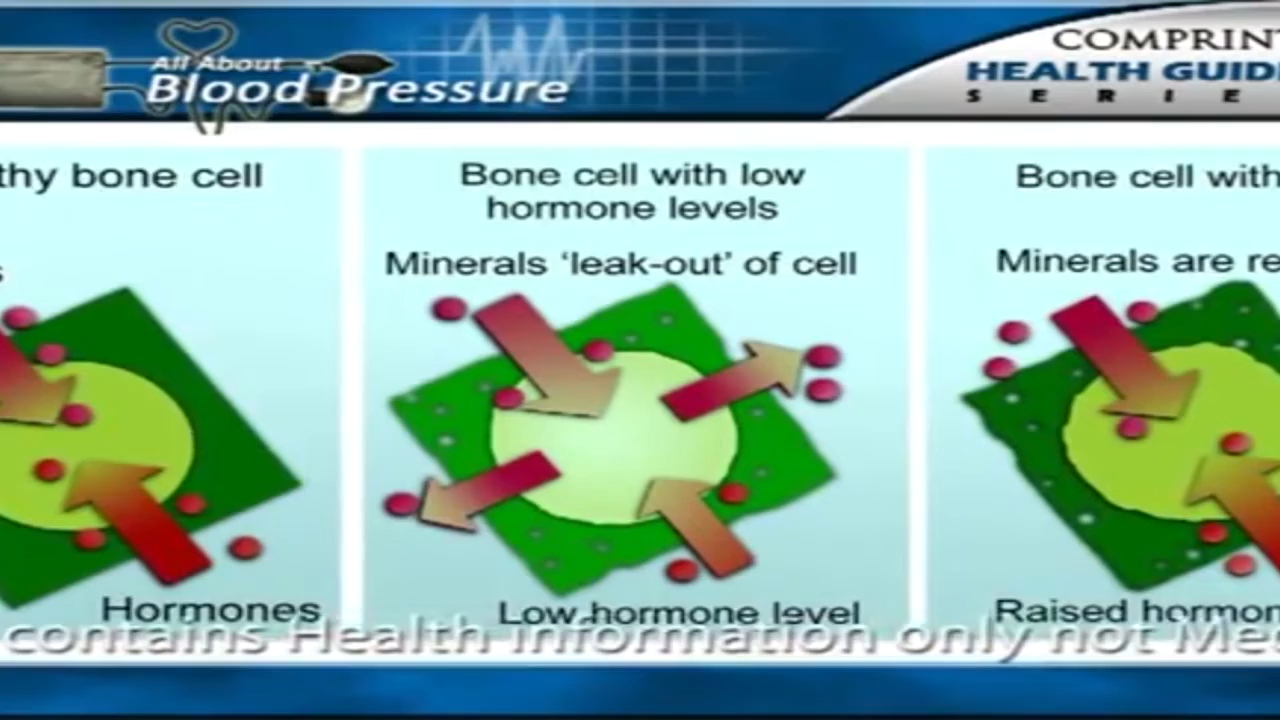 All About
Blood Pressure
COMPRINT
HEALTH GUIDE
SERIE
thy bone cell
s
Bone cell with low
hormone levels
Minerals ‘leak-out’ of cell
Bone cell with
Minerals are re
Hormones
Low hormone level
Raised hormon
contains Health information only not Me